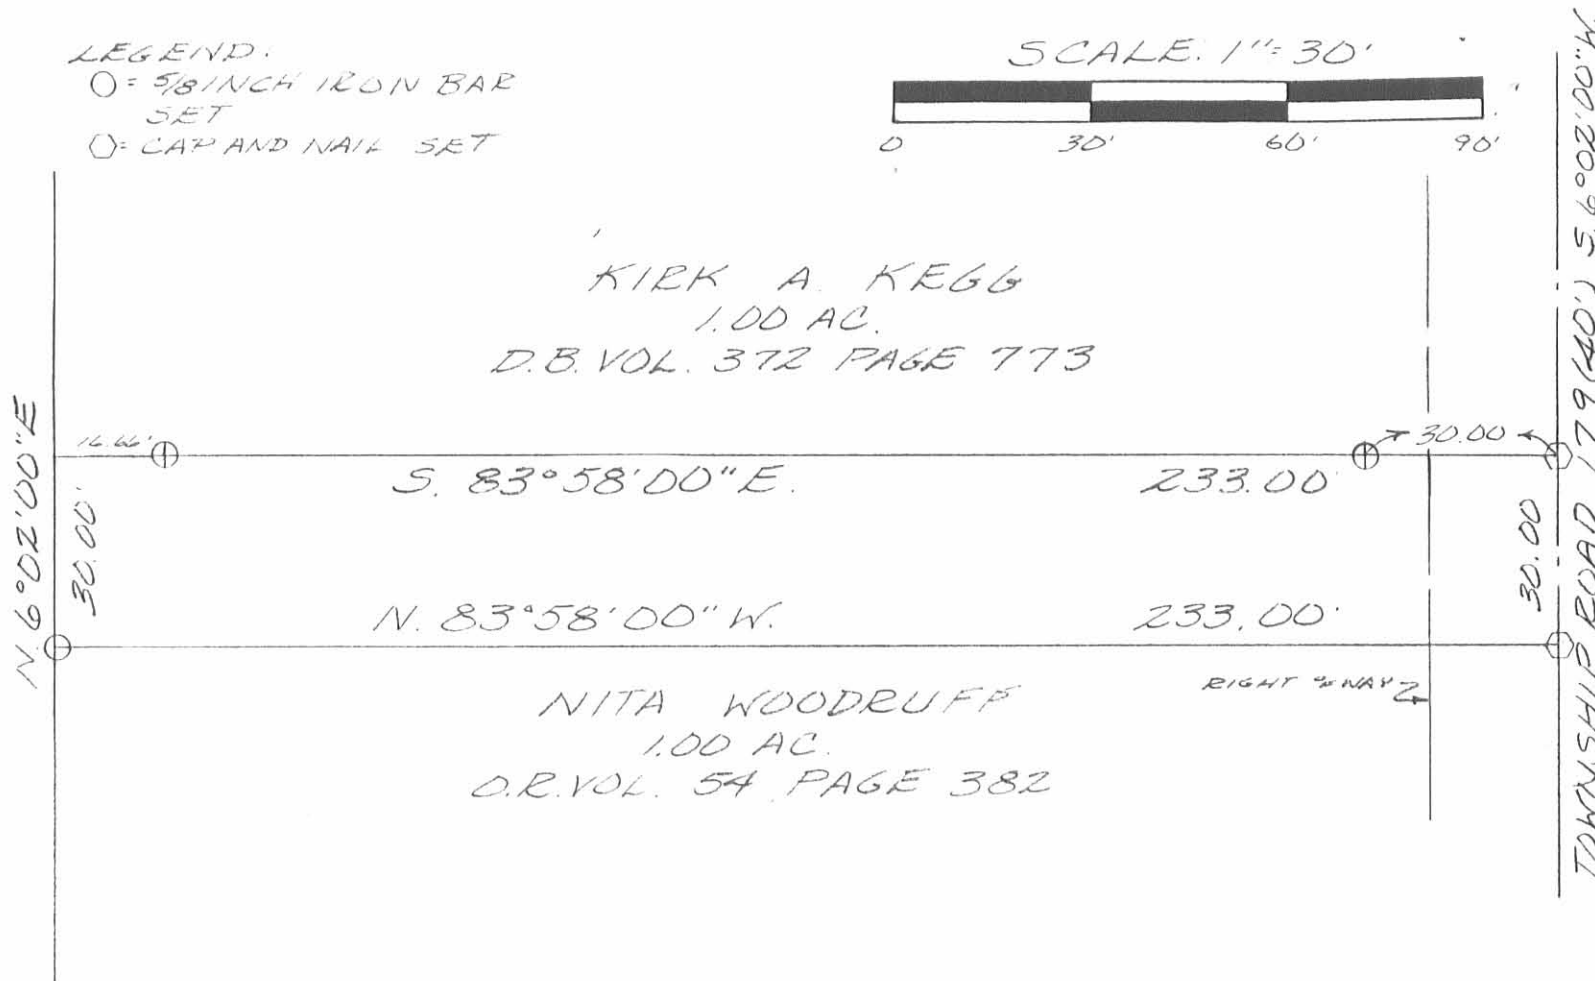 LEGEND.
O = 5/8 INCH IRON BAR
SET
⬡ = CAP AND NAIL SET
SCALE. 1"=30'
0 30' 60' 90'
KIRK A. KEGG
1.00 AC.
D.B. VOL. 372 PAGE 773
N. 6°02'00"E
16.66'
30.00
S. 83°58'00"E. 233.00'
30.00'
30.00
N. 83°58'00"W. 233.00'
RIGHT of WAY
NITA WOODRUFF
1.00 AC.
O.R. VOL. 54 PAGE 382
TOWNSHIP ROAD 179 (40') S. 6°02'00"W.